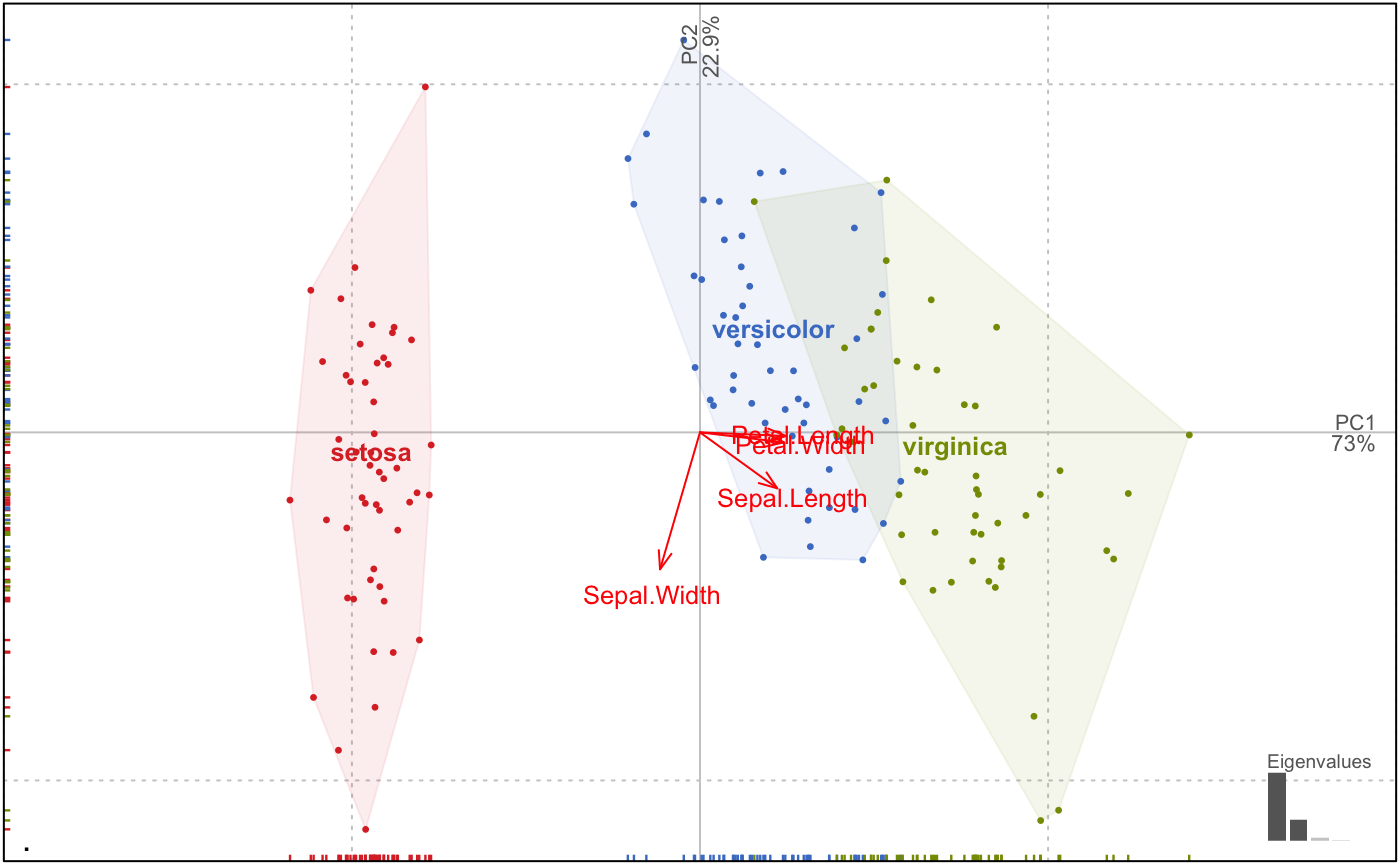 PC2
22.9%
versicolor
PC1
73%
Petal.Length
Petal.Width
setosa
virginica
Sepal.Length
Sepal.Width
Eigenvalues